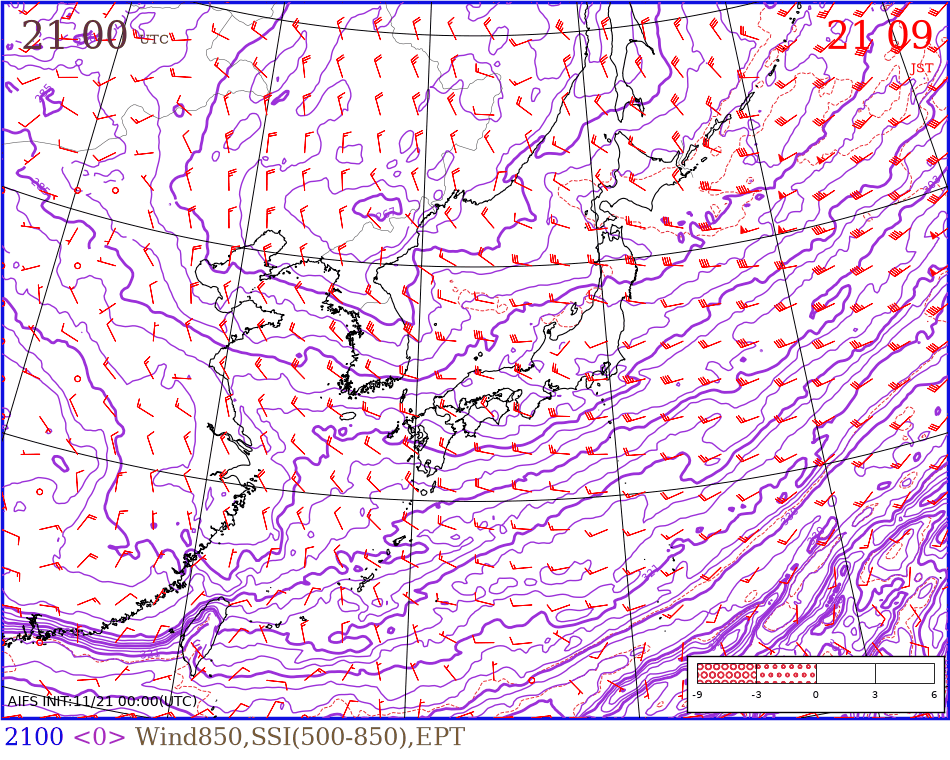 21 00 UTC
21 09
JST
AIFS INIT:11/21 00:00(UTC)
-9 -3 0 3 6
2100 <0> Wind850,SSI(500-850),EPT